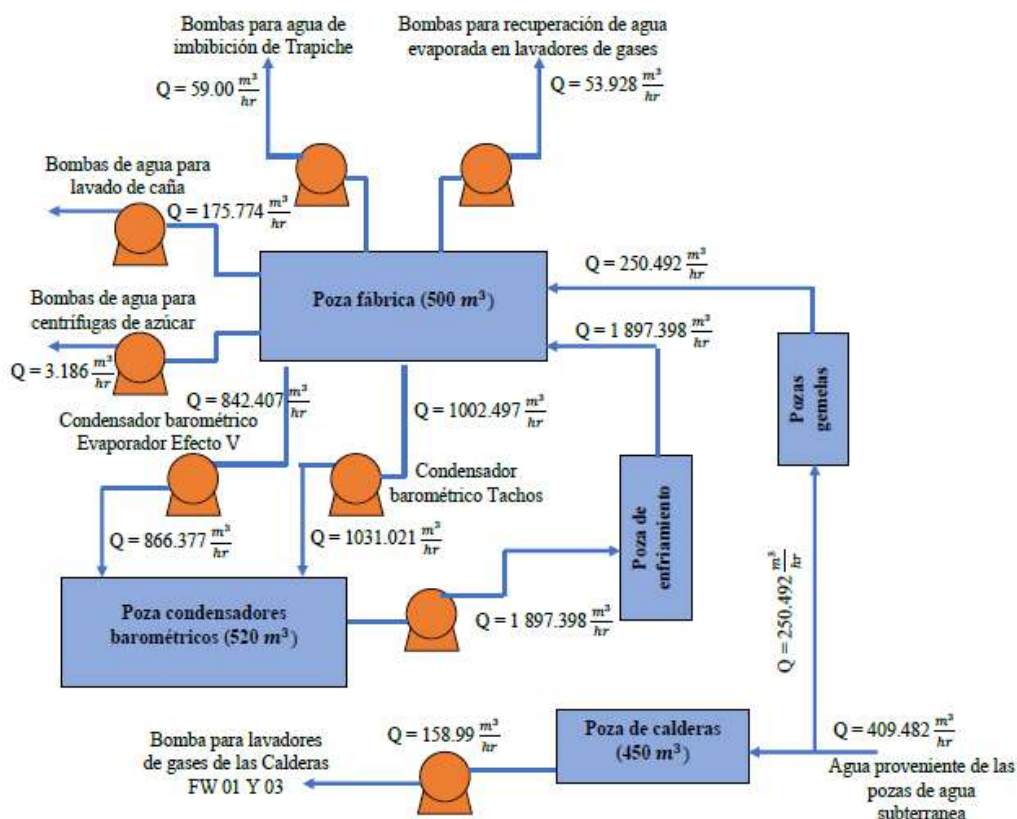 Bombas para agua de
imbibición de Trapiche
Q = 59.00 m³/hr
Bombas para recuperación de agua
evaporada en lavadores de gases
Q = 53.928 m³/hr
Bombas de agua para
lavado de caña
Q = 175.774 m³/hr
Poza fábrica (500 m³)
Q = 250.492 m³/hr
Q = 1 897.398 m³/hr
Bombas de agua para
centrífugas de azúcar
Q = 3.186 m³/hr
Q = 842.407 m³/hr
Q = 1002.497 m³/hr
Pozas
gemelas
Condensador barométrico
Evaporador Efecto V
Condensador
barométrico Tachos
Q = 866.377 m³/hr
Q = 1031.021 m³/hr
Poza de
enfriamiento
Poza condensadores
barométricos (520 m³)
Q = 1 897.398 m³/hr
Q = 250.492 m³/hr
Bomba para lavadores
de gases de las Calderas
FW 01 Y 03
Q = 158.99 m³/hr
Poza de calderas
(450 m³)
Q = 409.482 m³/hr
Agua proveniente de las
pozas de agua
subterranea